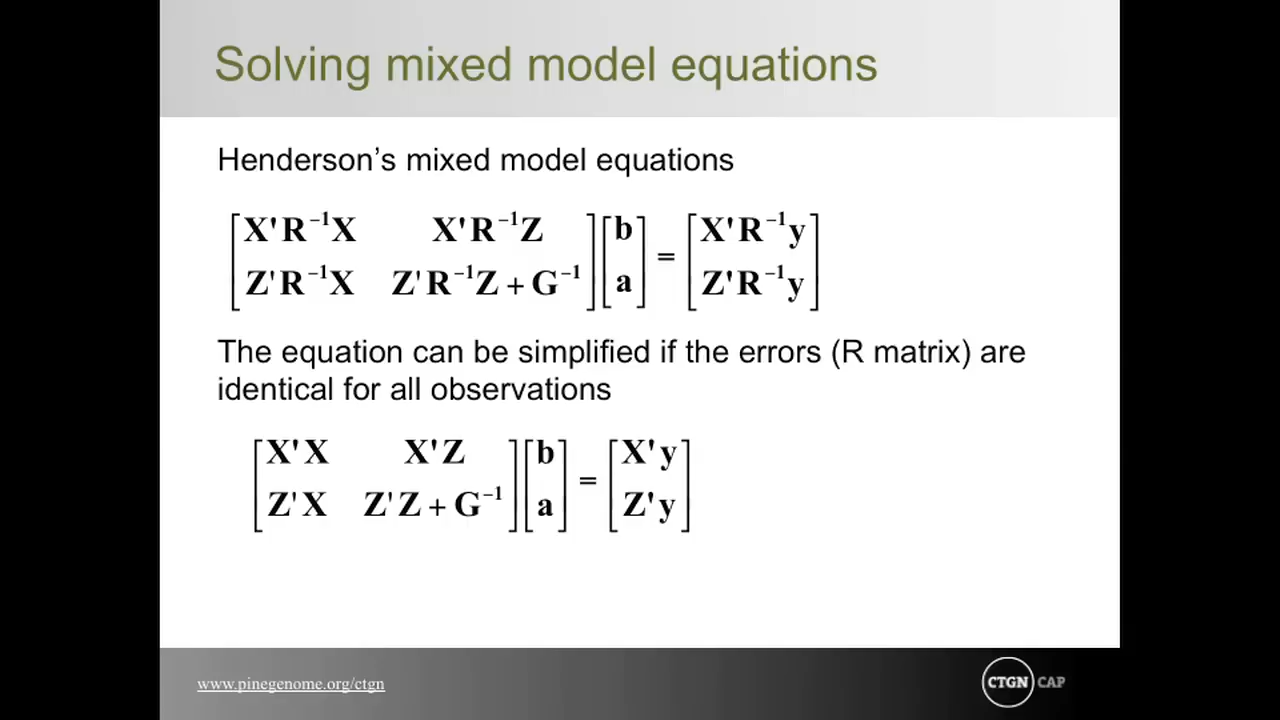 Solving mixed model equations
Henderson's mixed model equations
[X'R⁻¹X X'R⁻¹Z] [b] = [X'R⁻¹y]
[Z'R⁻¹X Z'R⁻¹Z + G⁻¹] [a] [Z'R⁻¹y]
The equation can be simplified if the errors (R matrix) are
identical for all observations
[X'X X'Z] [b] = [X'y]
[Z'X Z'Z + G⁻¹] [a] [Z'y]
www.pinegenome.org/ctgn
CTGN CAP